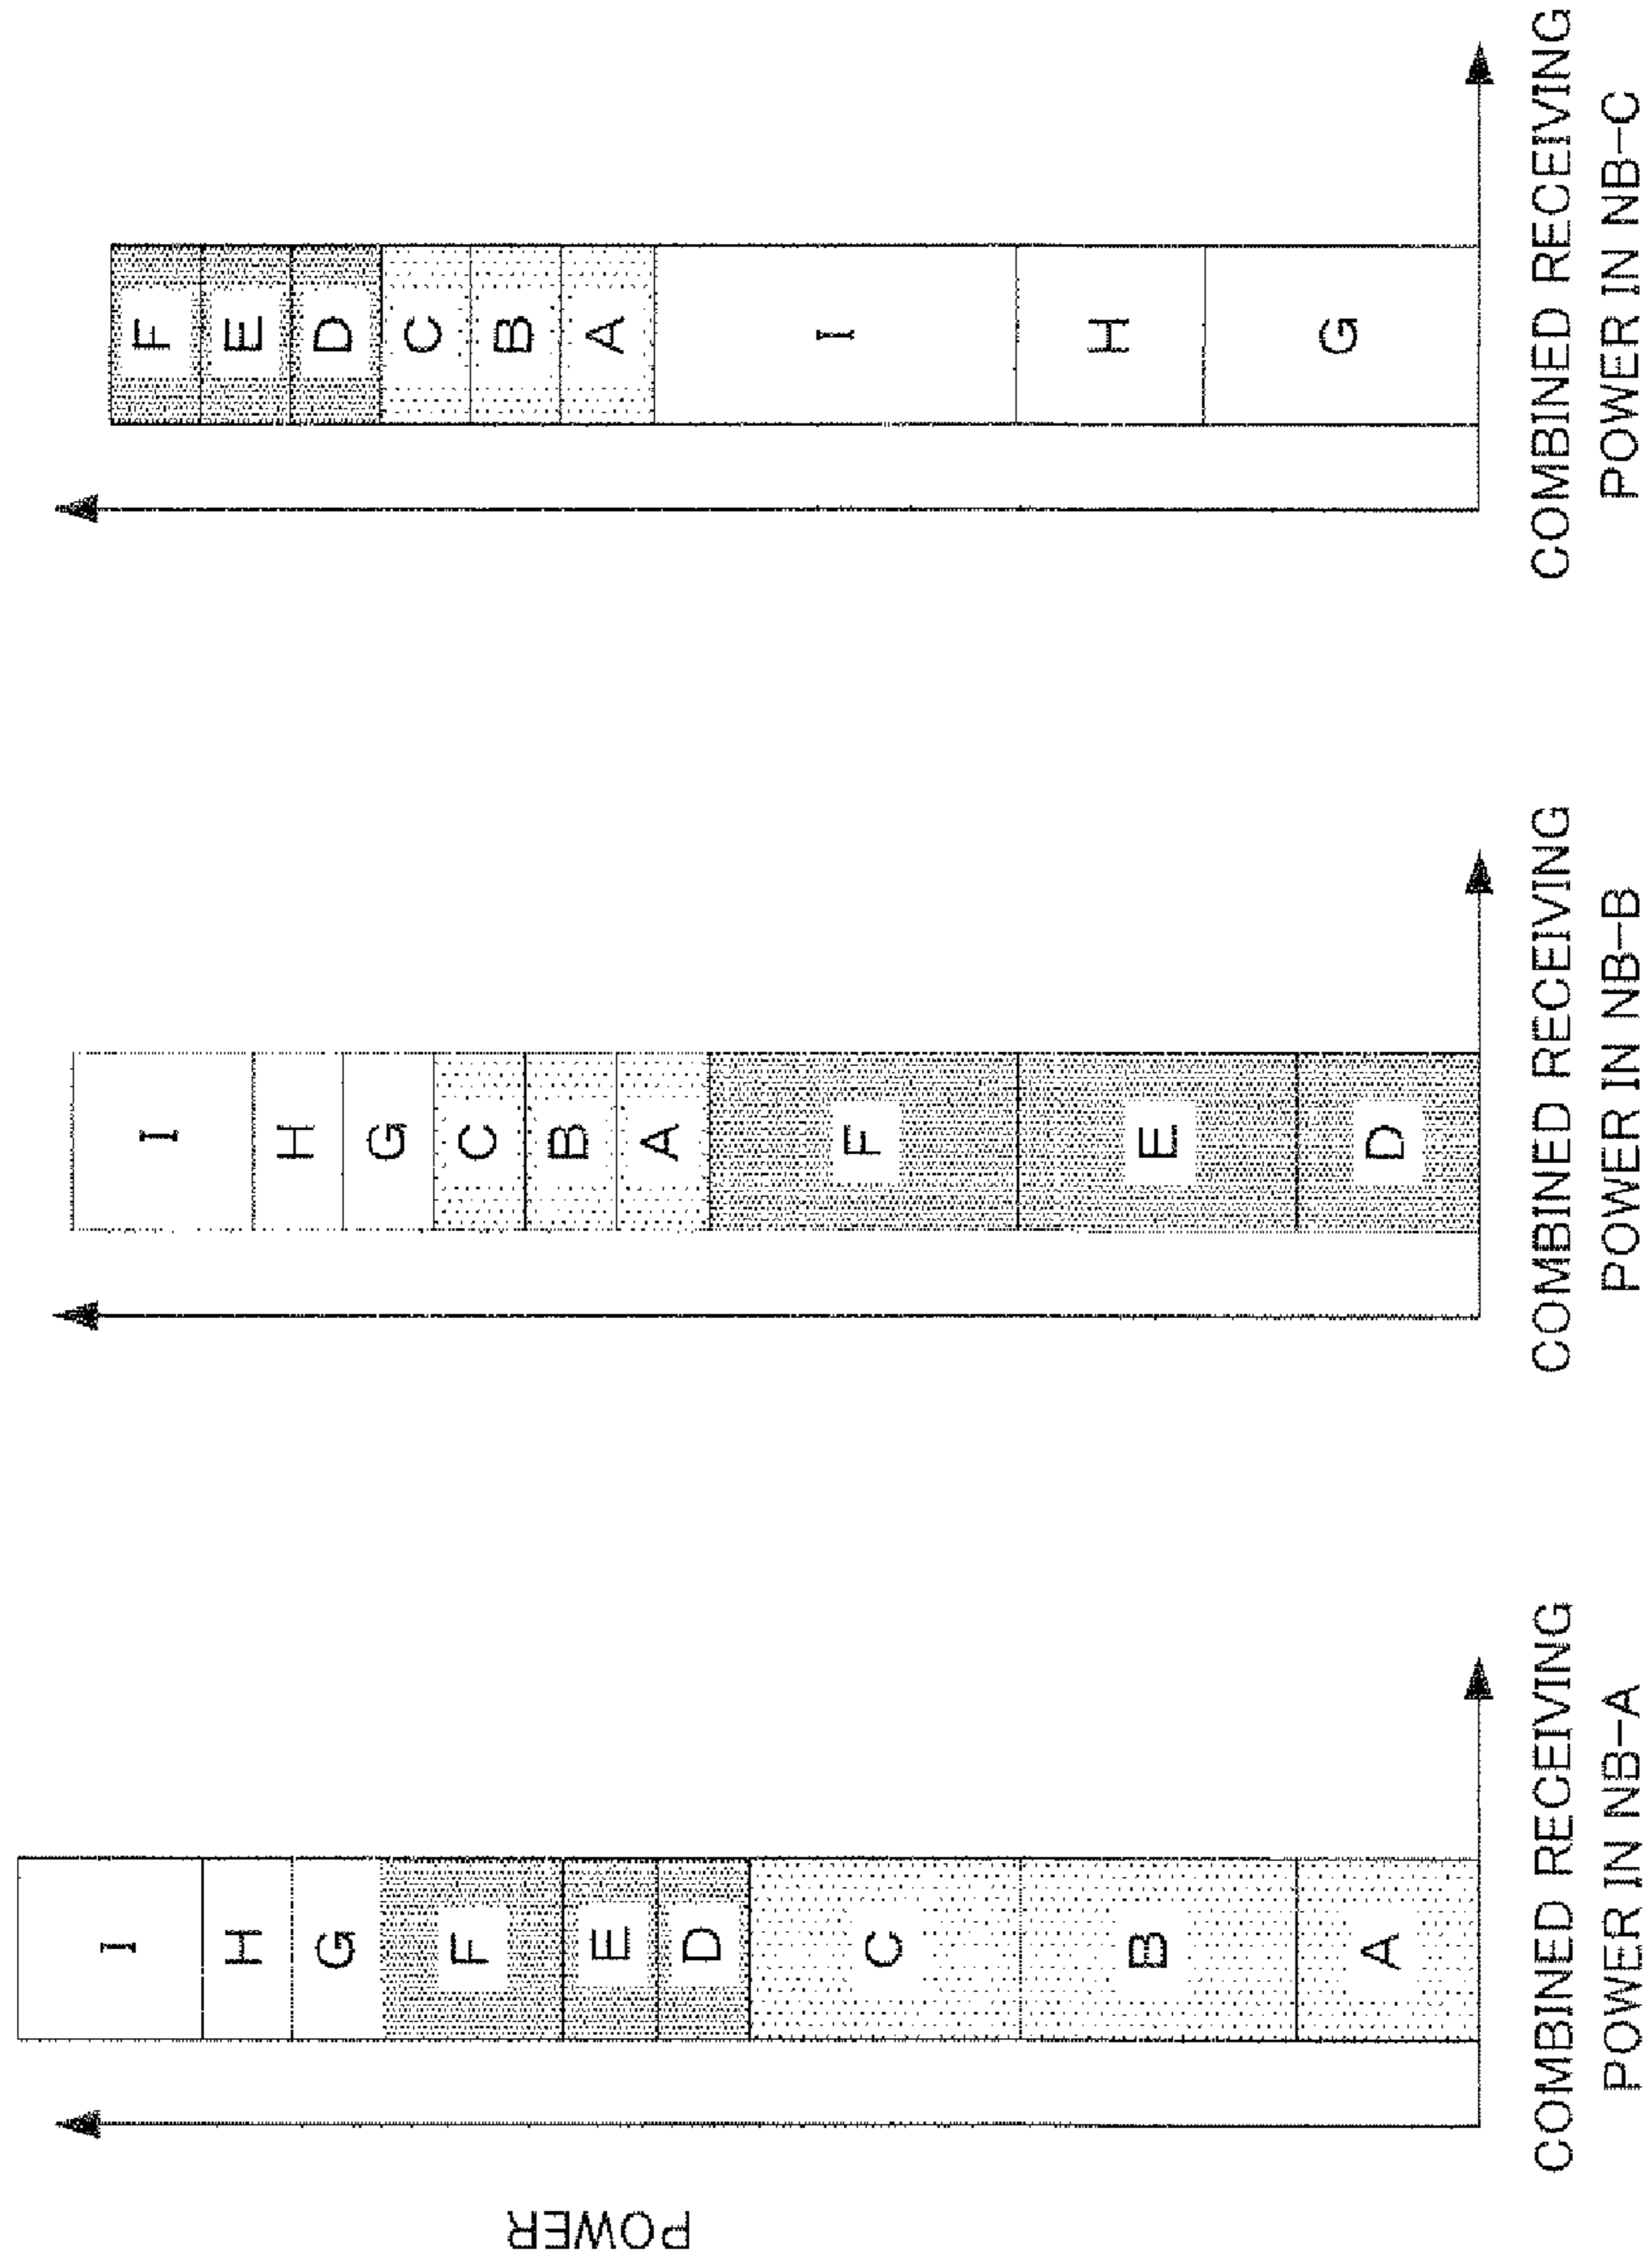 POWER
I
H
G
F
E
D
C
B
A
COMBINED RECEIVING
POWER IN NB-A
I
H
G
C
B
A
F
E
D
COMBINED RECEIVING
POWER IN NB-B
F
E
D
C
B
A
I
H
G
COMBINED RECEIVING
POWER IN NB-C